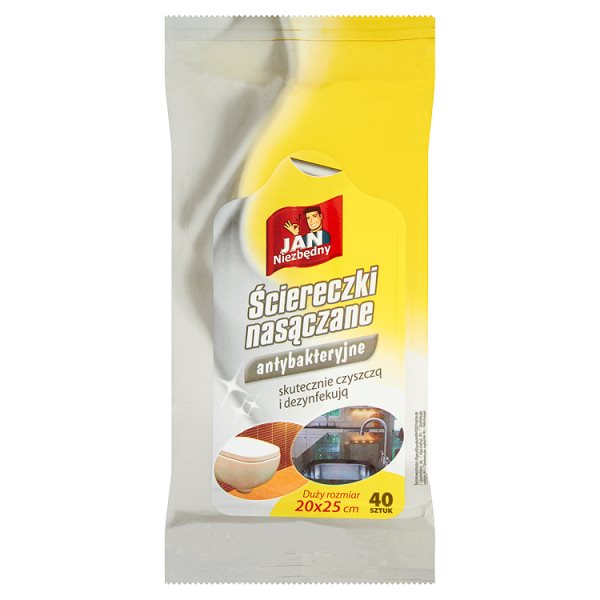 JAN
Niezbędny
Ściereczki
nasączane
antybakteryjne
skutecznie czyszczą
i dezynfekują
Duży rozmiar
20x25 cm
40
SZTUK